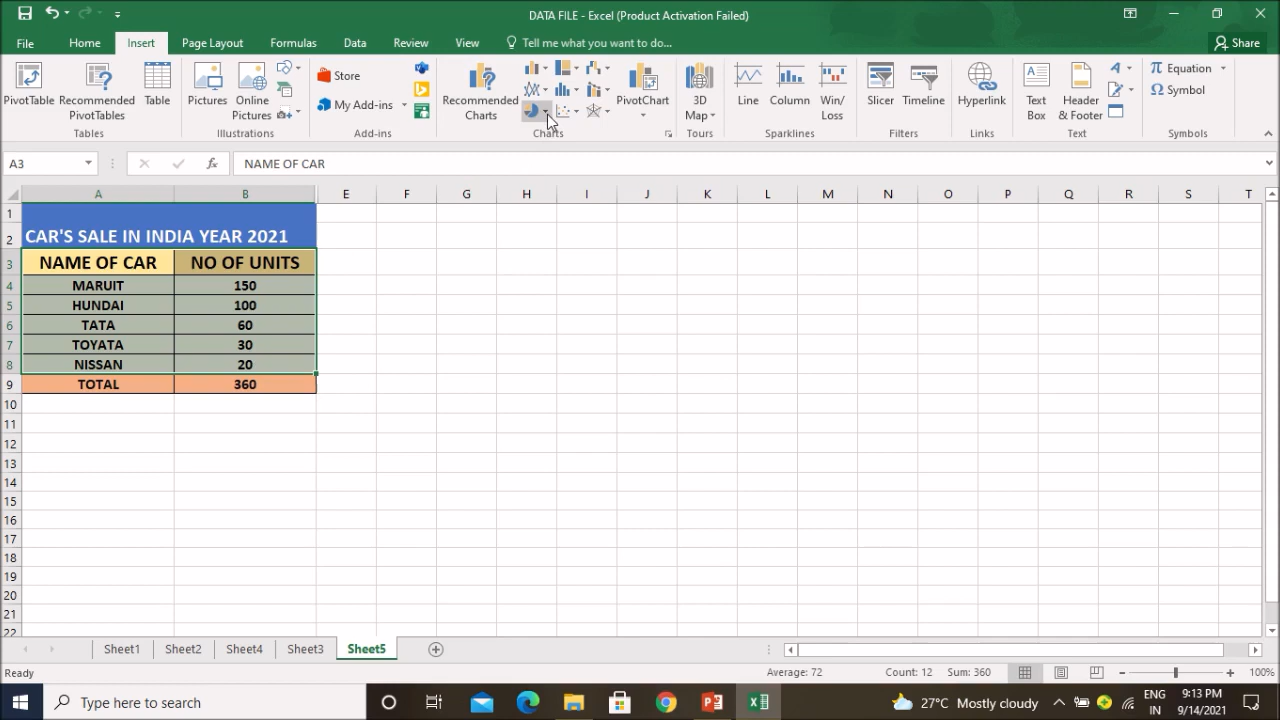 DATA FILE - Excel (Product Activation Failed)
File Home Insert Page Layout Formulas Data Review View Tell me what you want to do... Share
PivotTable Recommended PivotTables Table
Tables
Pictures Online Pictures
Illustrations
Store
My Add-ins
Add-ins
Recommended Charts
PivotChart
Charts
3D Map
Tours
Line Column Win/ Loss
Sparklines
Slicer Timeline
Filters
Hyperlink
Links
Text Box Header & Footer
Text
Equation
Symbol
Symbols
A3 fx NAME OF CAR
A B E F G H I J K L M N O P Q R S T
1
2 CAR'S SALE IN INDIA YEAR 2021
3 NAME OF CAR NO OF UNITS
4 MARUIT 150
5 HUNDAI 100
6 TATA 60
7 TOYATA 30
8 NISSAN 20
9 TOTAL 360
10
11
12
13
14
15
16
17
18
19
20
21
22
Sheet1 Sheet2 Sheet4 Sheet3 Sheet5
Ready Average: 72 Count: 12 Sum: 360 100%
Type here to search 27°C Mostly cloudy ENG IN 9:13 PM 9/14/2021